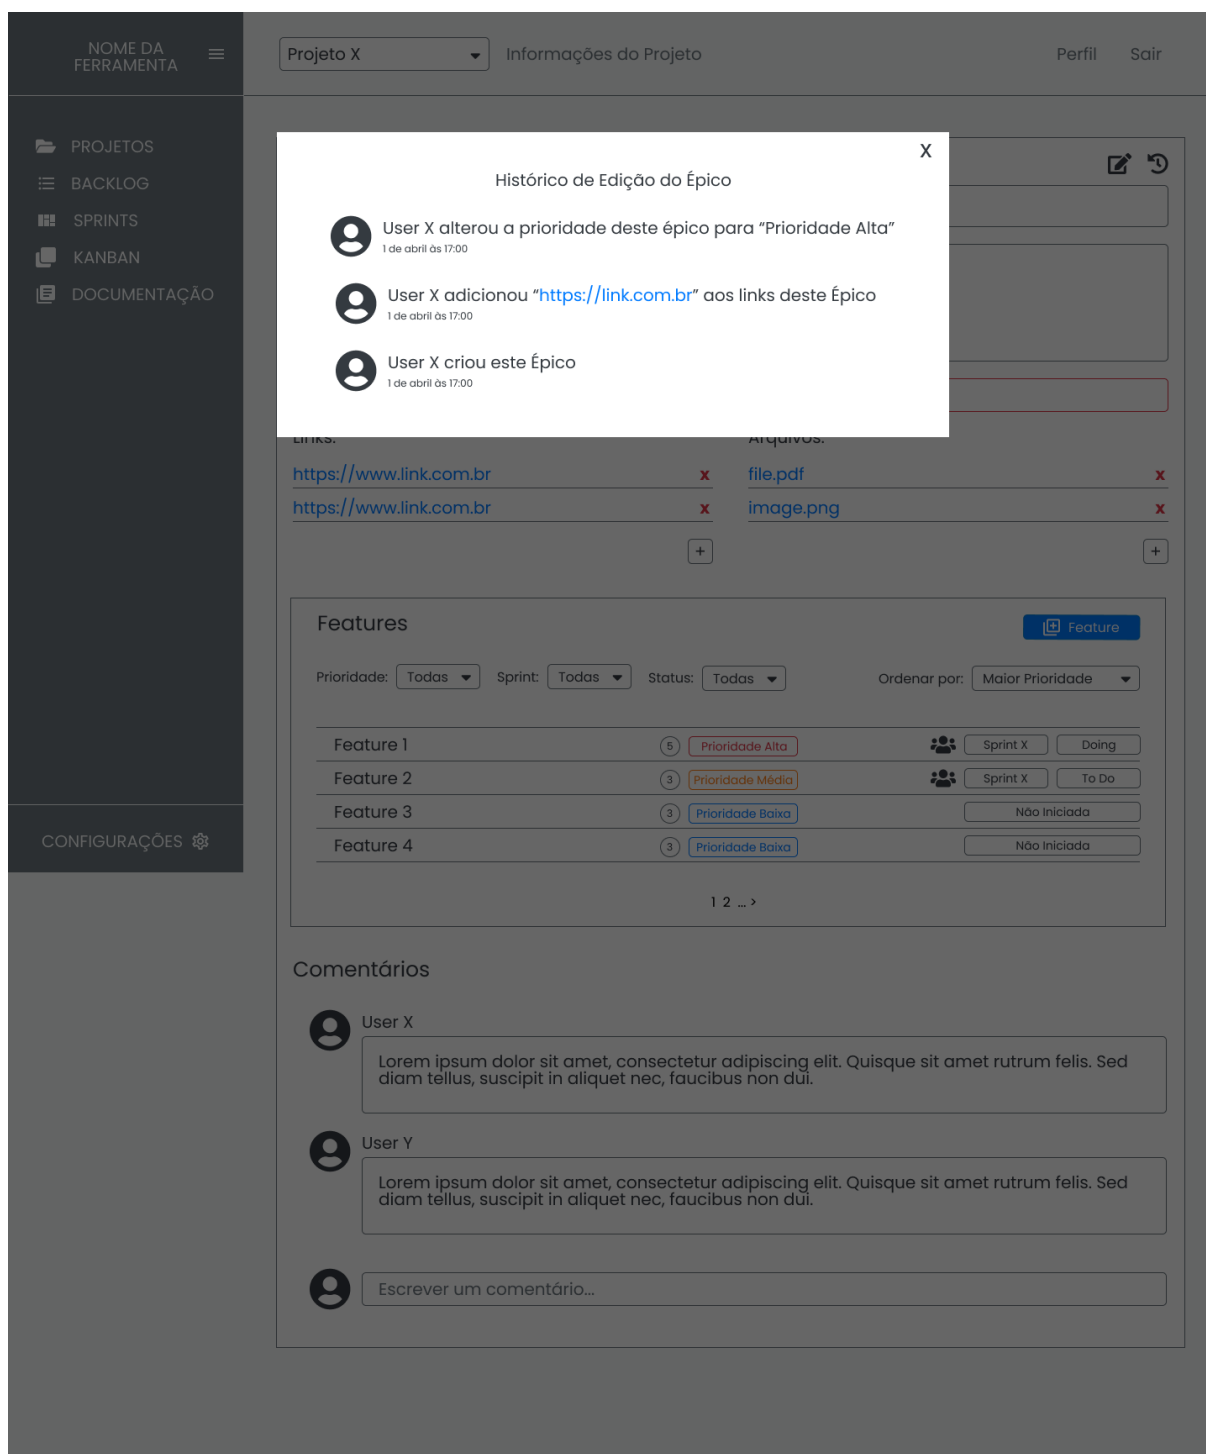 NOME DA
FERRAMENTA
Projeto X
Informações do Projeto
Perfil
Sair
PROJETOS
BACKLOG
SPRINTS
KANBAN
DOCUMENTAÇÃO
CONFIGURAÇÕES
X
Histórico de Edição do Épico
User X alterou a prioridade deste épico para “Prioridade Alta”
1 de abril às 17:00
User X adicionou “https://link.com.br” aos links deste Épico
1 de abril às 17:00
User X criou este Épico
1 de abril às 17:00
Links:
Arquivos:
https://www.link.com.br x
file.pdf x
https://www.link.com.br x
image.png x
+
+
Features
Feature
Prioridade: Todas Sprint: Todas Status: Todas Ordenar por: Maior Prioridade
Feature 1 5 Prioridade Alta Sprint X Doing
Feature 2 3 Prioridade Média Sprint X To Do
Feature 3 3 Prioridade Baixa Não Iniciada
Feature 4 3 Prioridade Baixa Não Iniciada
1 2 ... >
Comentários
User X
Lorem ipsum dolor sit amet, consectetur adipiscing elit. Quisque sit amet rutrum felis. Sed
diam tellus, suscipit in aliquet nec, faucibus non dui.
User Y
Lorem ipsum dolor sit amet, consectetur adipiscing elit. Quisque sit amet rutrum felis. Sed
diam tellus, suscipit in aliquet nec, faucibus non dui.
Escrever um comentário...